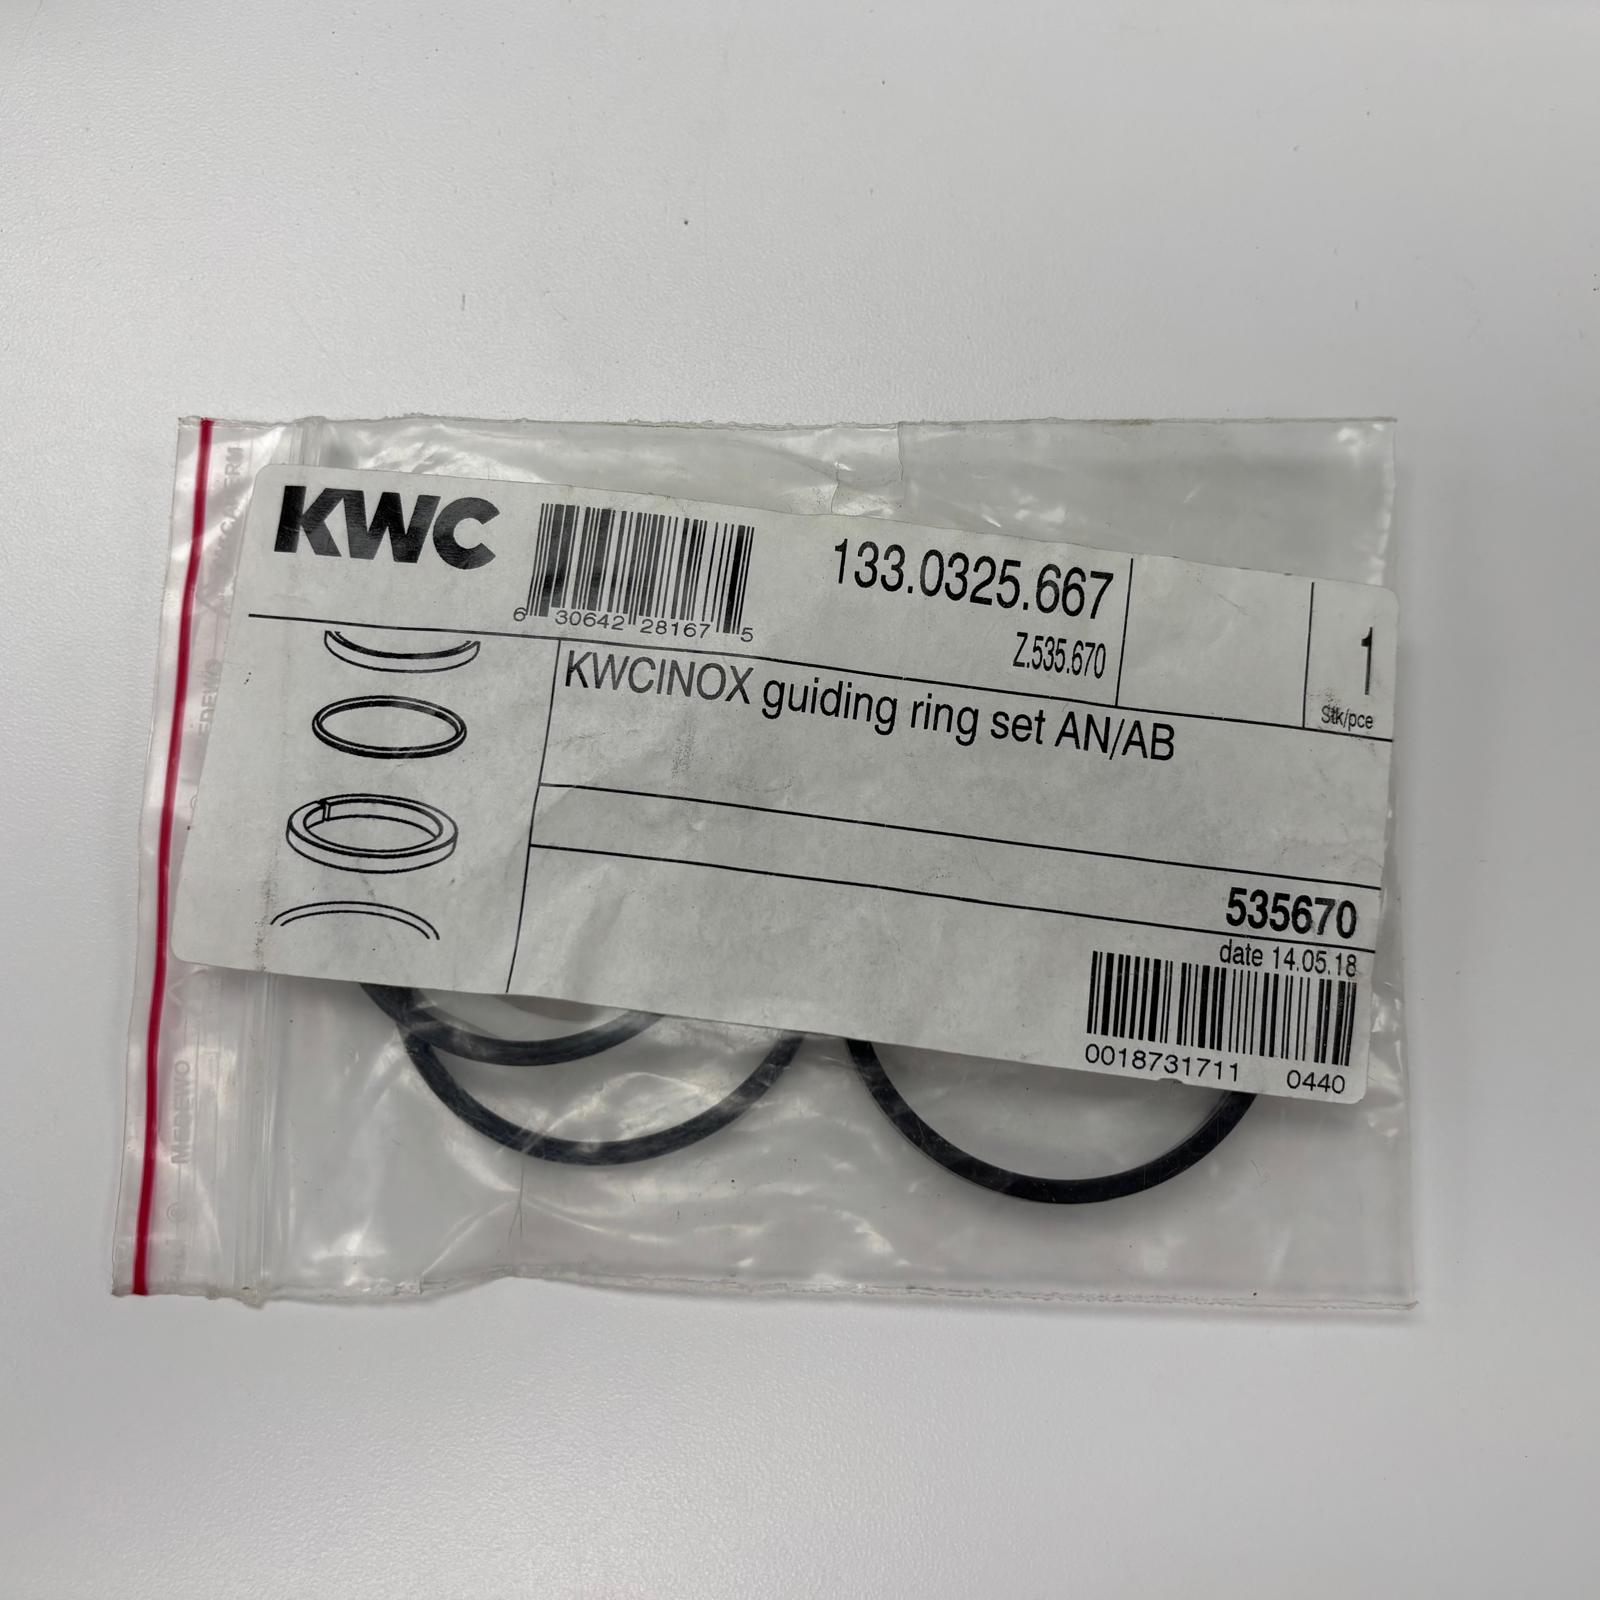 KWC
6 30642 28167 5
133.0325.667
Z.535.670
1
Stk/pce
KWCINOX guiding ring set AN/AB
535670
date 14.05.18
0018731711 0440
MEDEWO